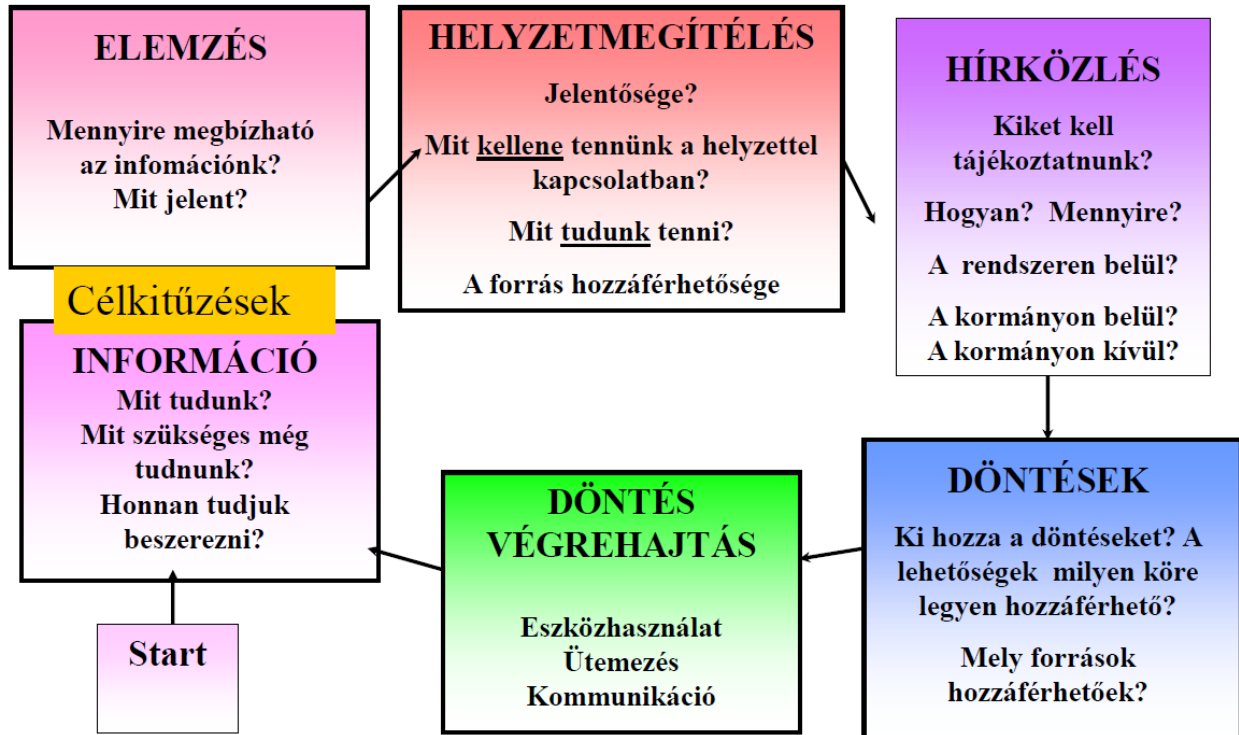 ELEMZÉS
Mennyire megbízható
az infomációnk?
Mit jelent?
HELYZETMEGÍTÉLÉS
Jelentősége?
Mit kellene tennünk a helyzettel
kapcsolatban?
Mit tudunk tenni?
A forrás hozzáférhetősége
HÍRKÖZLÉS
Kiket kell
tájékoztatnunk?
Hogyan? Mennyire?
A rendszeren belül?
A kormányon belül?
A kormányon kívül?
Célkitűzések
INFORMÁCIÓ
Mit tudunk?
Mit szükséges még
tudnunk?
Honnan tudjuk
beszerezni?
Start
DÖNTÉS
VÉGREHAJTÁS
Eszközhasználat
Ütemezés
Kommunikáció
DÖNTÉSEK
Ki hozza a döntéseket? A
lehetőségek milyen köre
legyen hozzáférhető?
Mely források
hozzáférhetőek?